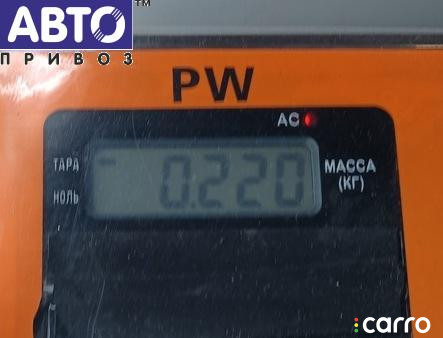 АВТО™
ПРИВОЗ
PW
AC
ТАРА
0.220
МАССА
(КГ)
НОЛЬ
carro